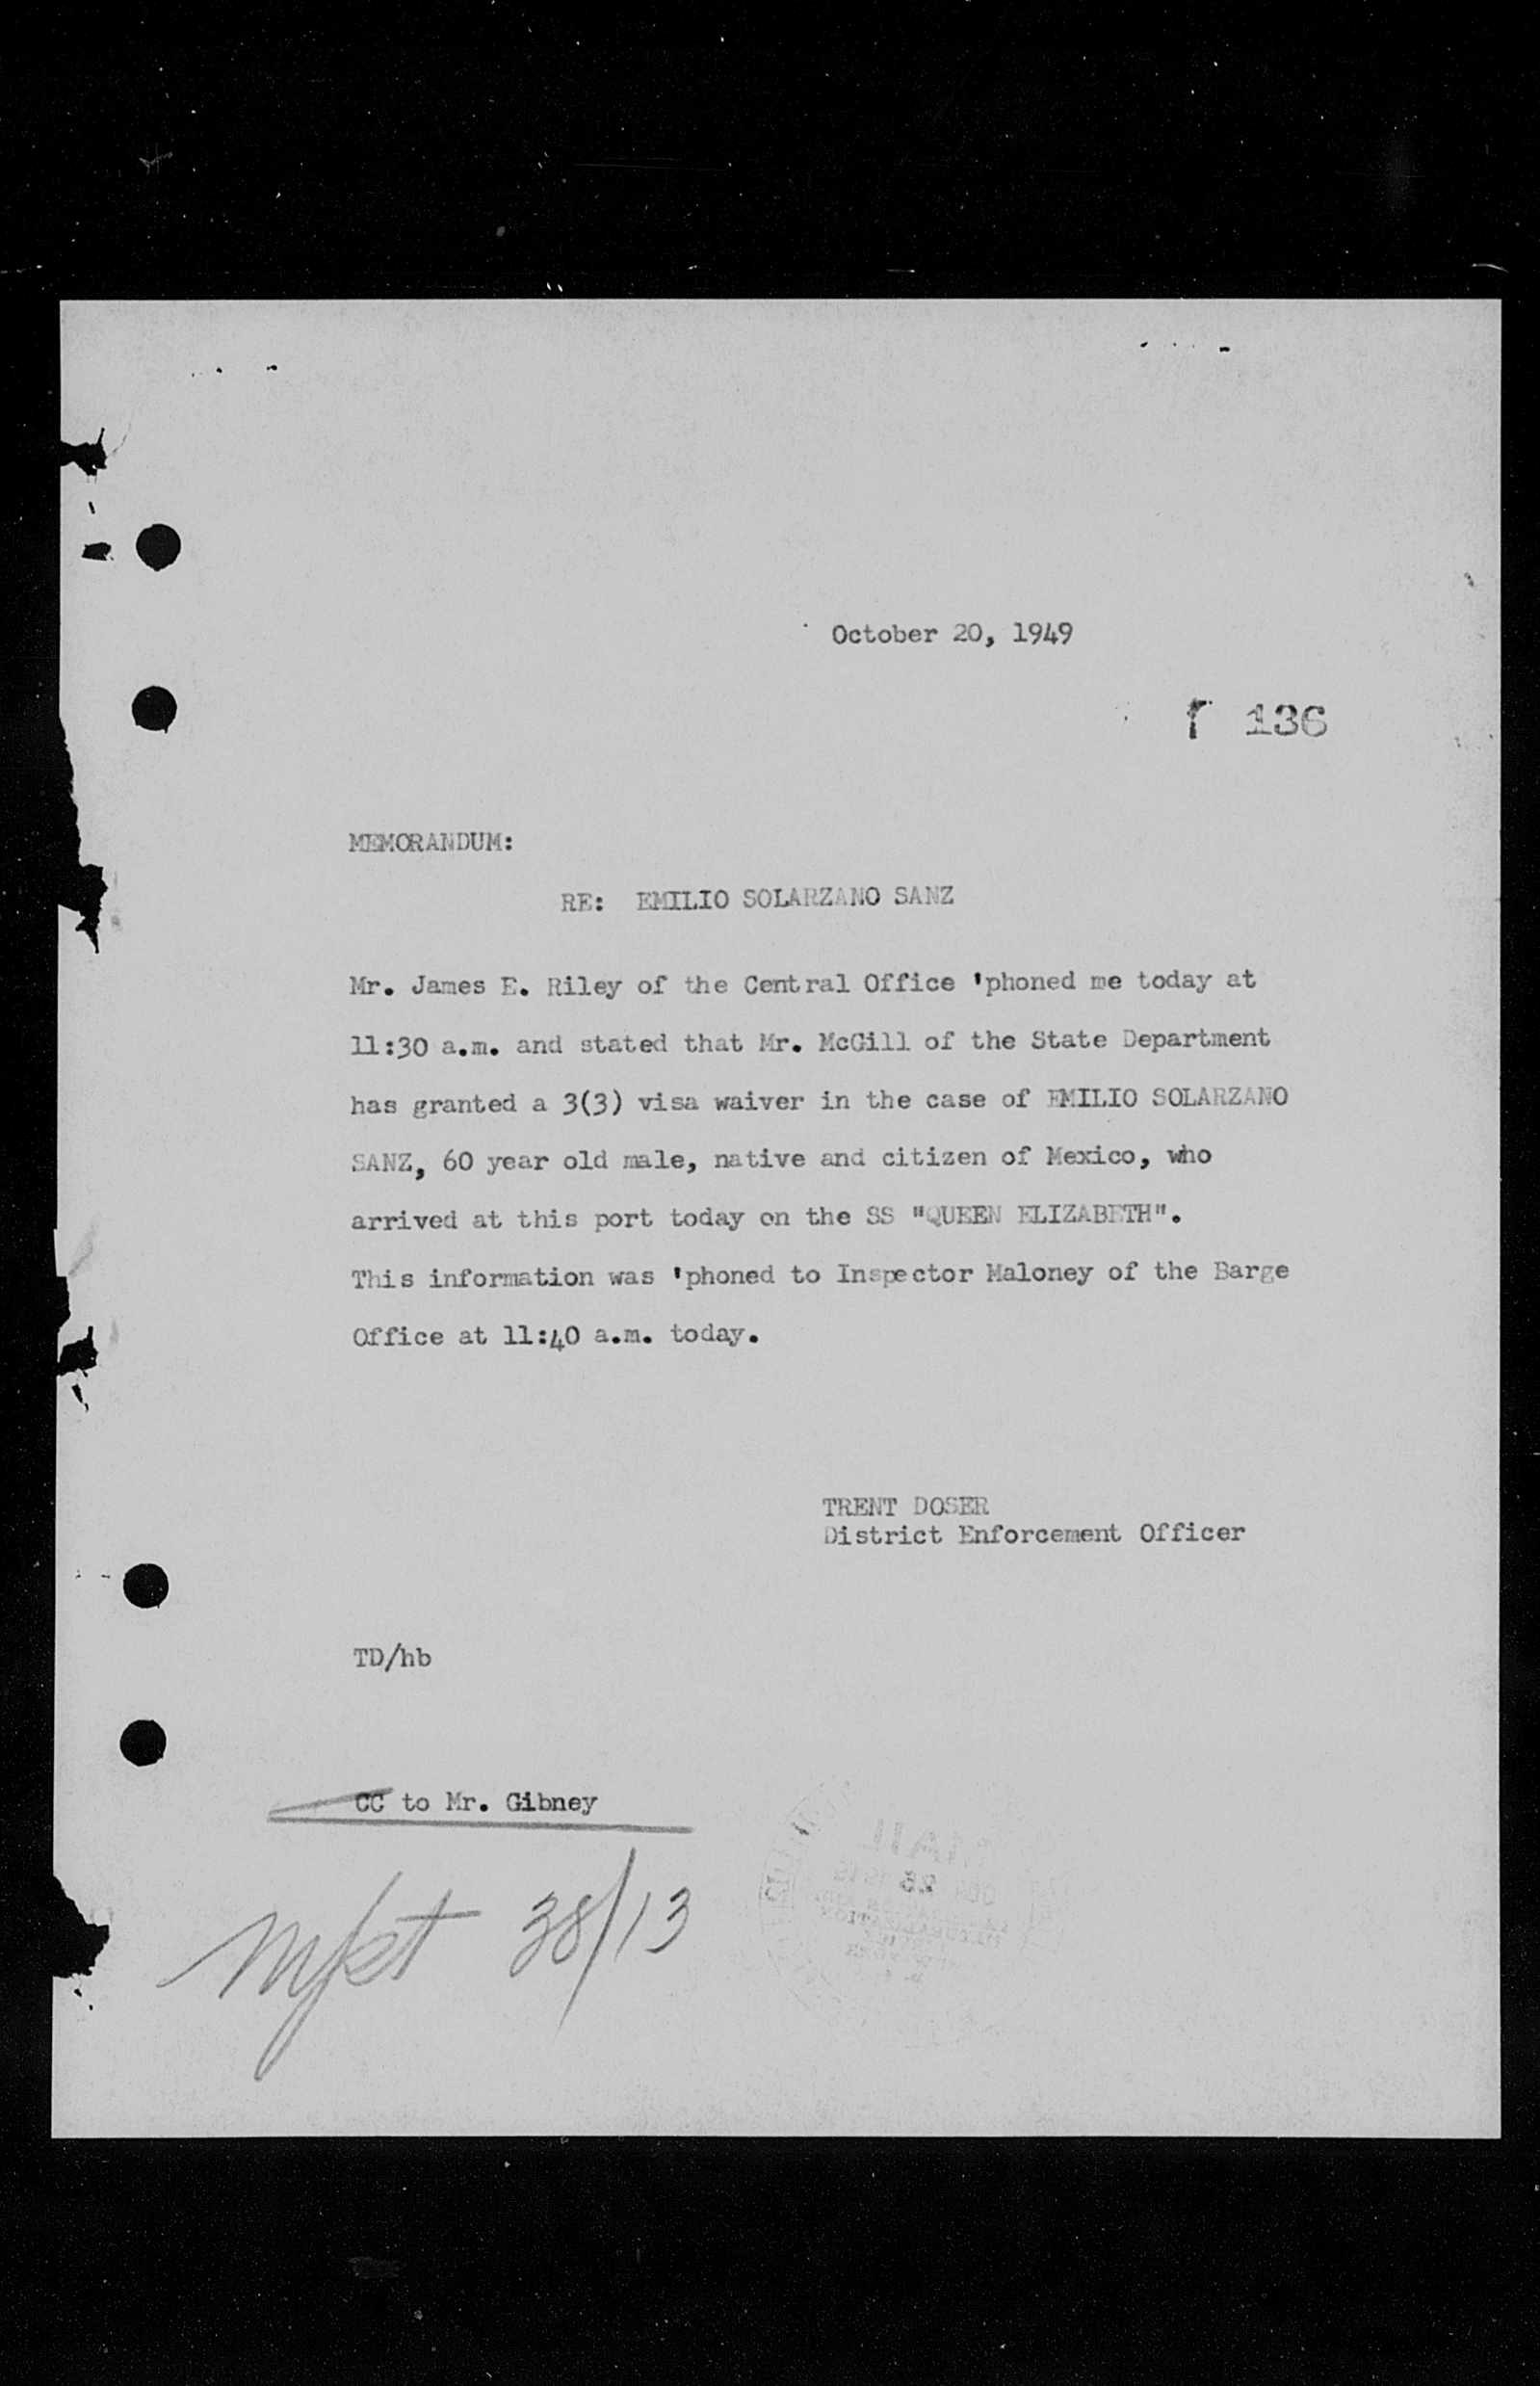 October 20, 1949
136
MEMORANDUM:
RE: EMILIO SOLARZANO SANZ
Mr. James E. Riley of the Central Office 'phoned me today at
11:30 a.m. and stated that Mr. McGill of the State Department
has granted a 3(3) visa waiver in the case of EMILIO SOLARZANO
SANZ, 60 year old male, native and citizen of Mexico, who
arrived at this port today on the SS "QUEEN ELIZABETH".
This information was 'phoned to Inspector Maloney of the Barge
Office at 11:40 a.m. today.
TRENT DOSER
District Enforcement Officer
TD/hb
CC to Mr. Gibney
38/13